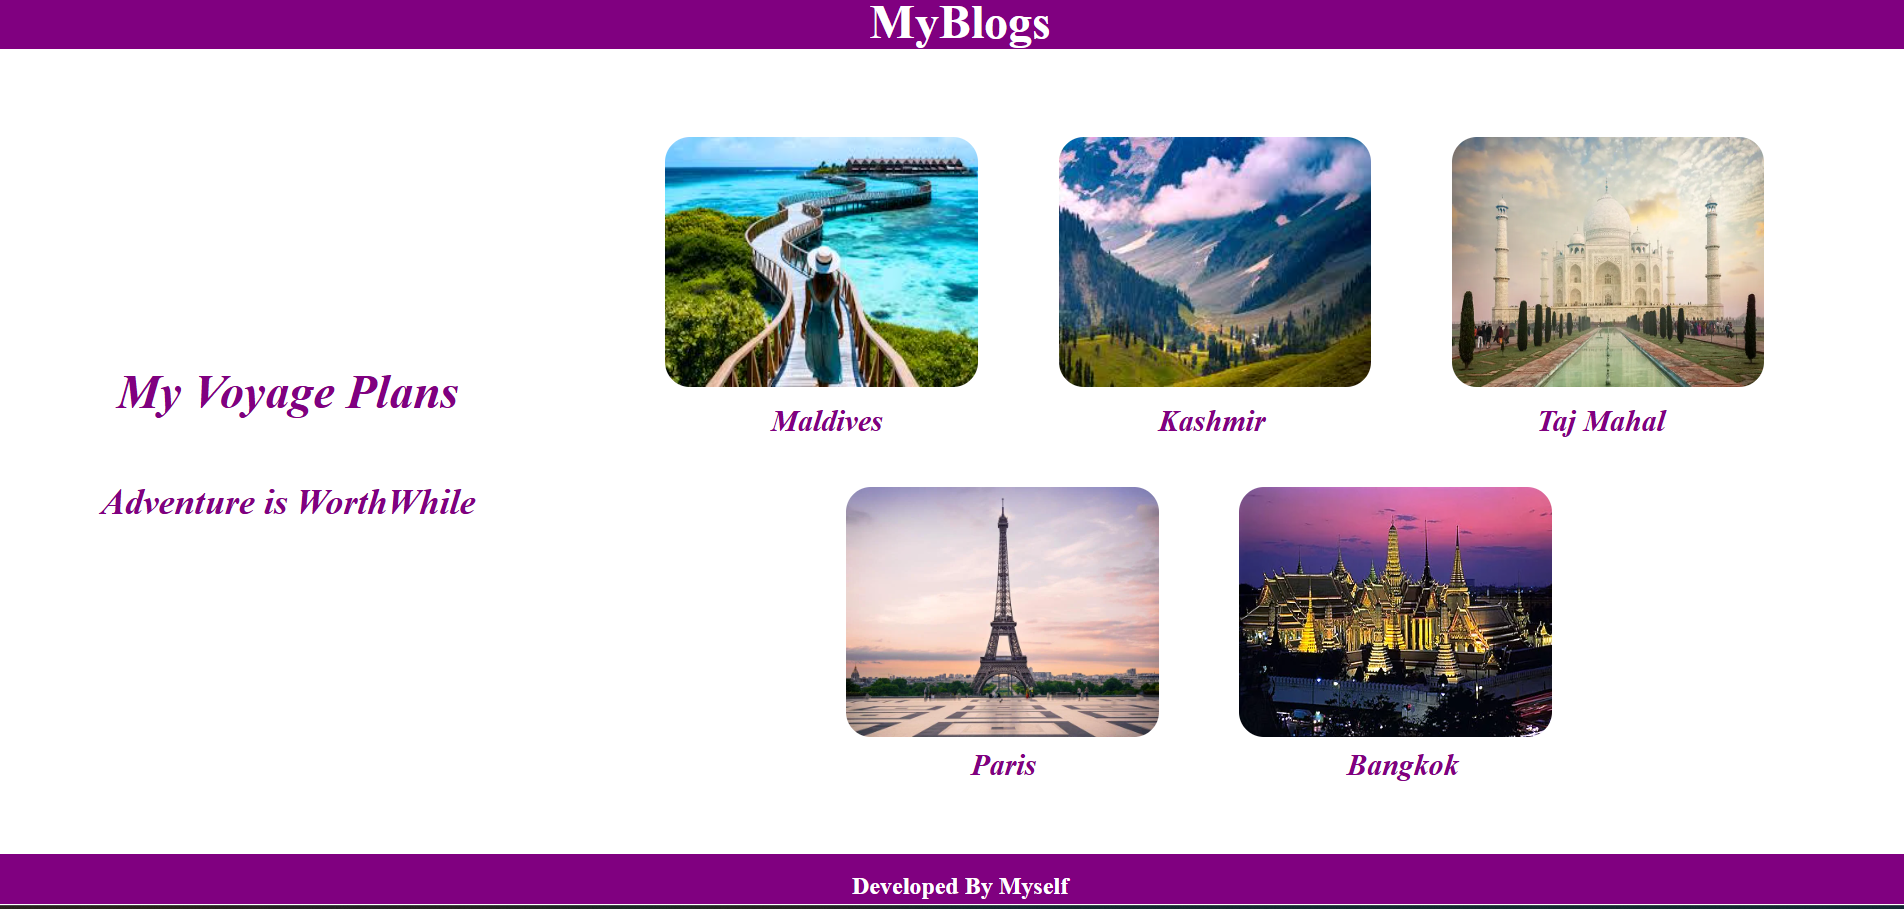 MyBlogs
My Voyage Plans
Adventure is WorthWhile
Maldives
Kashmir
Taj Mahal
Paris
Bangkok
Developed By Myself